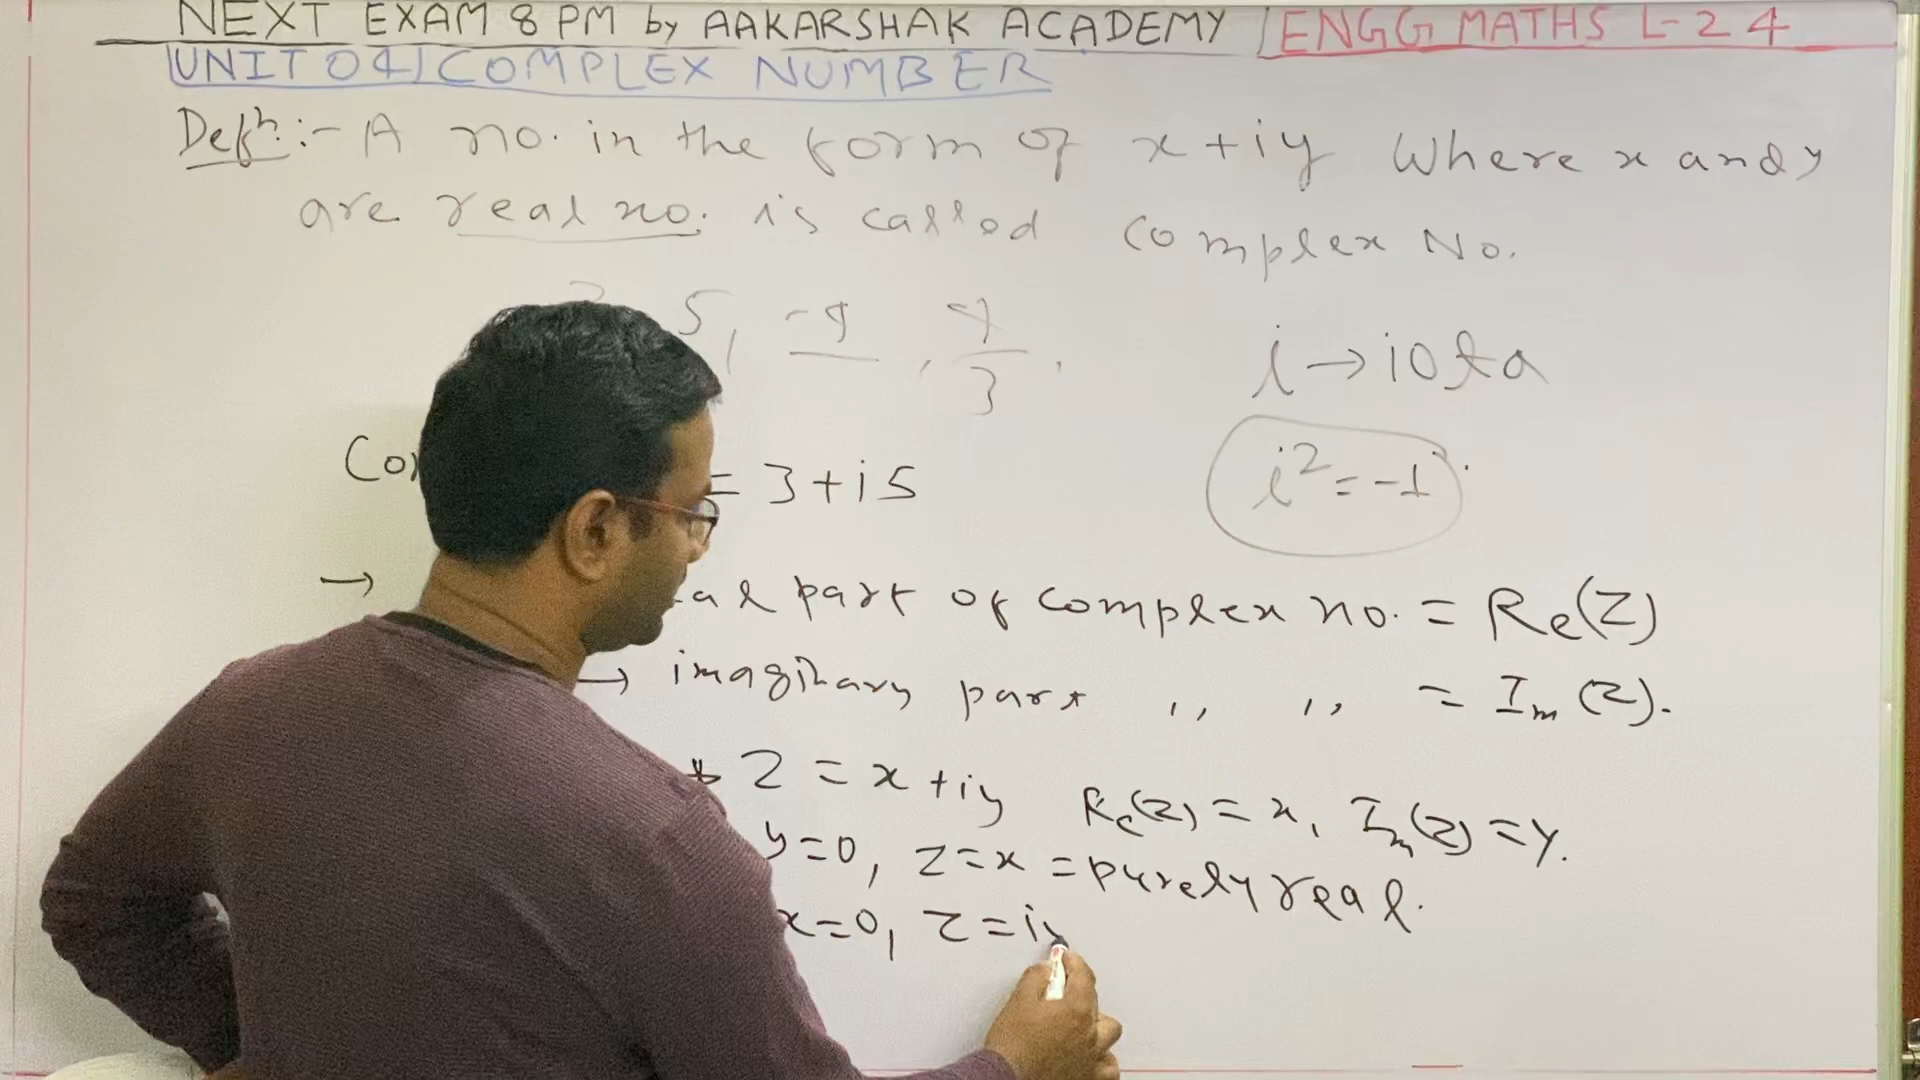 NEXT EXAM 8 PM by AAKARSHAK ACADEMY ENGG MATHS L-24
UNIT 04 COMPLEX NUMBER
Defn:- A no. in the form of x+iy Where x and y
are real no. is called Complex No.
5, -9, 4/3.
i → iota
= 3+i5
i²=-1
→ part of complex no. = Re(Z)
→ imaginary part ,, ,, = Im(Z).
* Z = x+iy Re(Z)=x, Im(Z)=y.
y=0, Z=x = purely real.
x=0, Z=iy